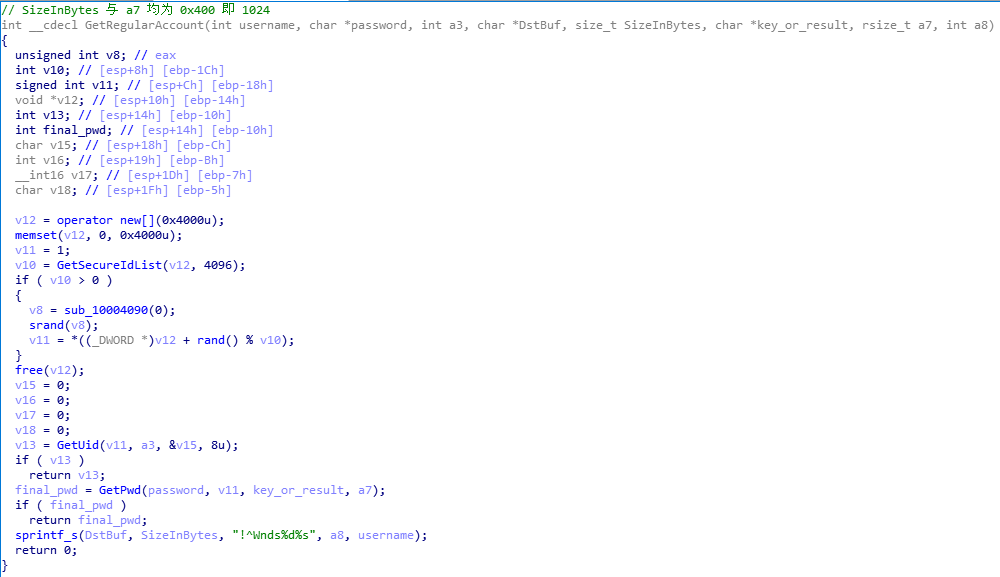 // SizeInBytes 与 a7 均为 0x400 即 1024
int __cdecl GetRegularAccount(int username, char *password, int a3, char *DstBuf, size_t SizeInBytes, char *key_or_result, rsize_t a7, int a8)
{
  unsigned int v8; // eax
  int v10; // [esp+8h] [ebp-1Ch]
  signed int v11; // [esp+Ch] [ebp-18h]
  void *v12; // [esp+10h] [ebp-14h]
  int v13; // [esp+14h] [ebp-10h]
  int final_pwd; // [esp+14h] [ebp-10h]
  char v15; // [esp+18h] [ebp-Ch]
  int v16; // [esp+19h] [ebp-Bh]
  __int16 v17; // [esp+1Dh] [ebp-7h]
  char v18; // [esp+1Fh] [ebp-5h]

  v12 = operator new[](0x4000u);
  memset(v12, 0, 0x4000u);
  v11 = 1;
  v10 = GetSecureIdList(v12, 4096);
  if ( v10 > 0 )
  {
    v8 = sub_10004090(0);
    srand(v8);
    v11 = *((_DWORD *)v12 + rand() % v10);
  }
  free(v12);
  v15 = 0;
  v16 = 0;
  v17 = 0;
  v18 = 0;
  v13 = GetUid(v11, a3, &v15, 8u);
  if ( v13 )
    return v13;
  final_pwd = GetPwd(password, v11, key_or_result, a7);
  if ( final_pwd )
    return final_pwd;
  sprintf_s(DstBuf, SizeInBytes, "!^Wnds%d%s", a8, username);
  return 0;
}